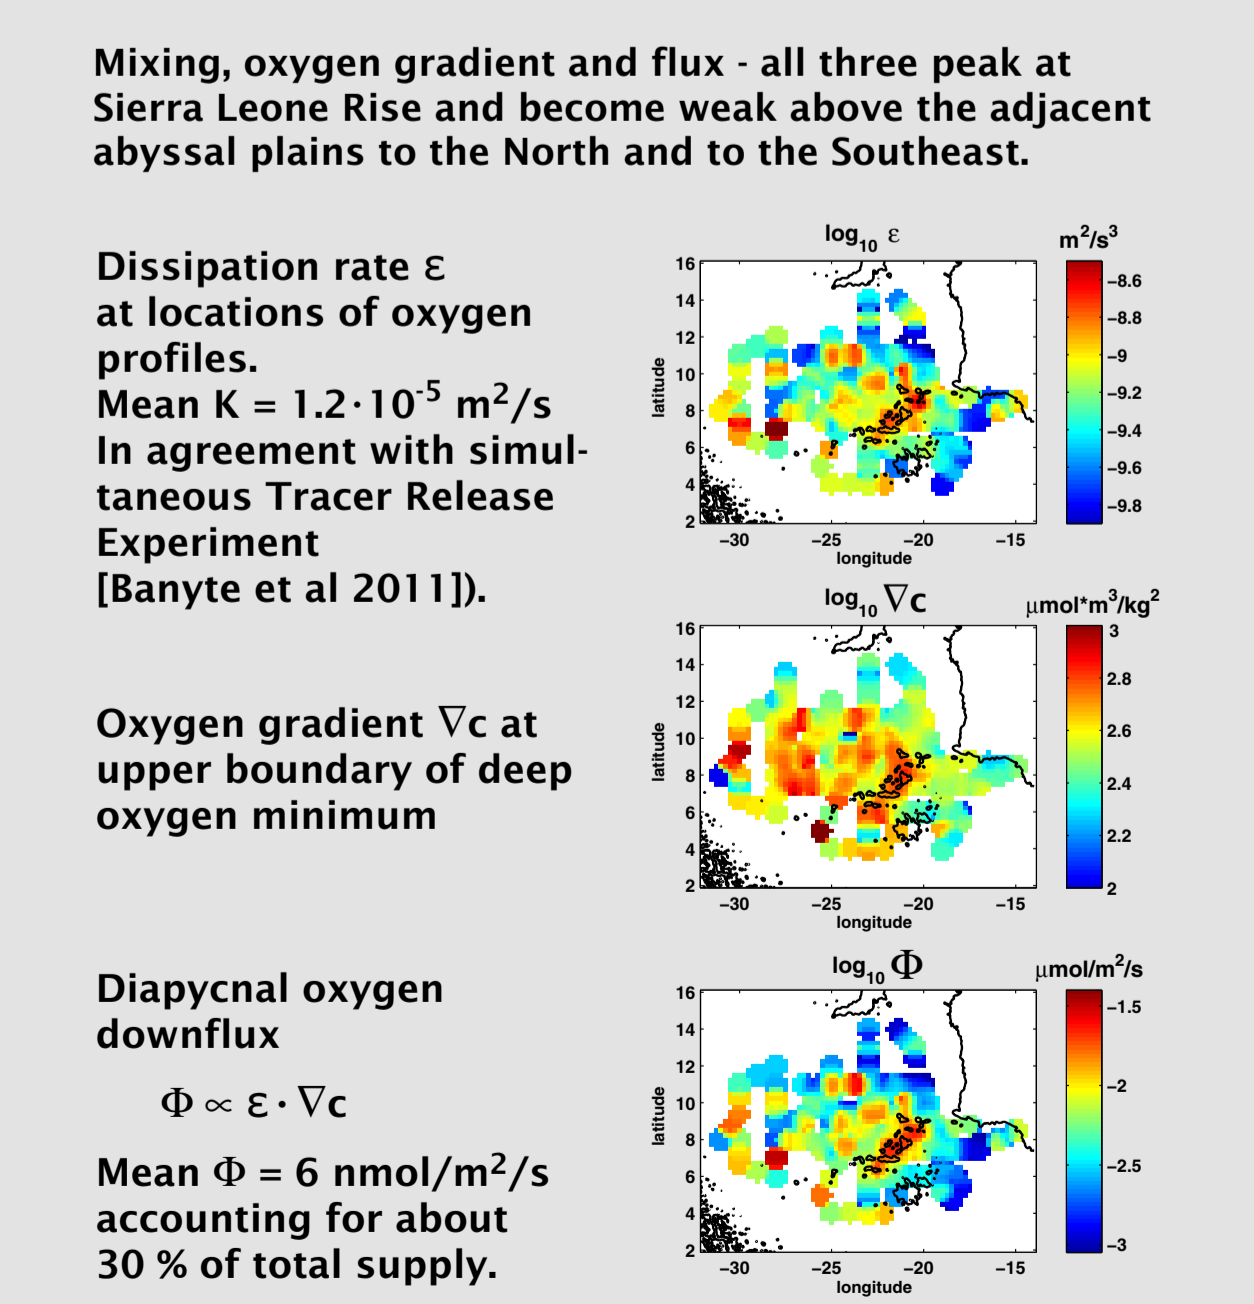 Mixing, oxygen gradient and flux - all three peak at
Sierra Leone Rise and become weak above the adjacent
abyssal plains to the North and to the Southeast.
Dissipation rate ε
at locations of oxygen
profiles.
Mean K = 1.2·10⁻⁵ m²/s
In agreement with simul-
taneous Tracer Release
Experiment
[Banyte et al 2011]).
log₁₀ ε
m²/s³
16
14
12
10
8
6
4
2
latitude
−30 −25 −20 −15
longitude
−8.6
−8.8
−9
−9.2
−9.4
−9.6
−9.8
Oxygen gradient ∇c at
upper boundary of deep
oxygen minimum
log₁₀ ∇c
μmol*m³/kg²
16
14
12
10
8
6
4
2
latitude
−30 −25 −20 −15
longitude
3
2.8
2.6
2.4
2.2
2
Diapycnal oxygen
downflux
Φ ∝ ε · ∇c
Mean Φ = 6 nmol/m²/s
accounting for about
30 % of total supply.
log₁₀ Φ
μmol/m²/s
16
14
12
10
8
6
4
2
latitude
−30 −25 −20 −15
longitude
−1.5
−2
−2.5
−3